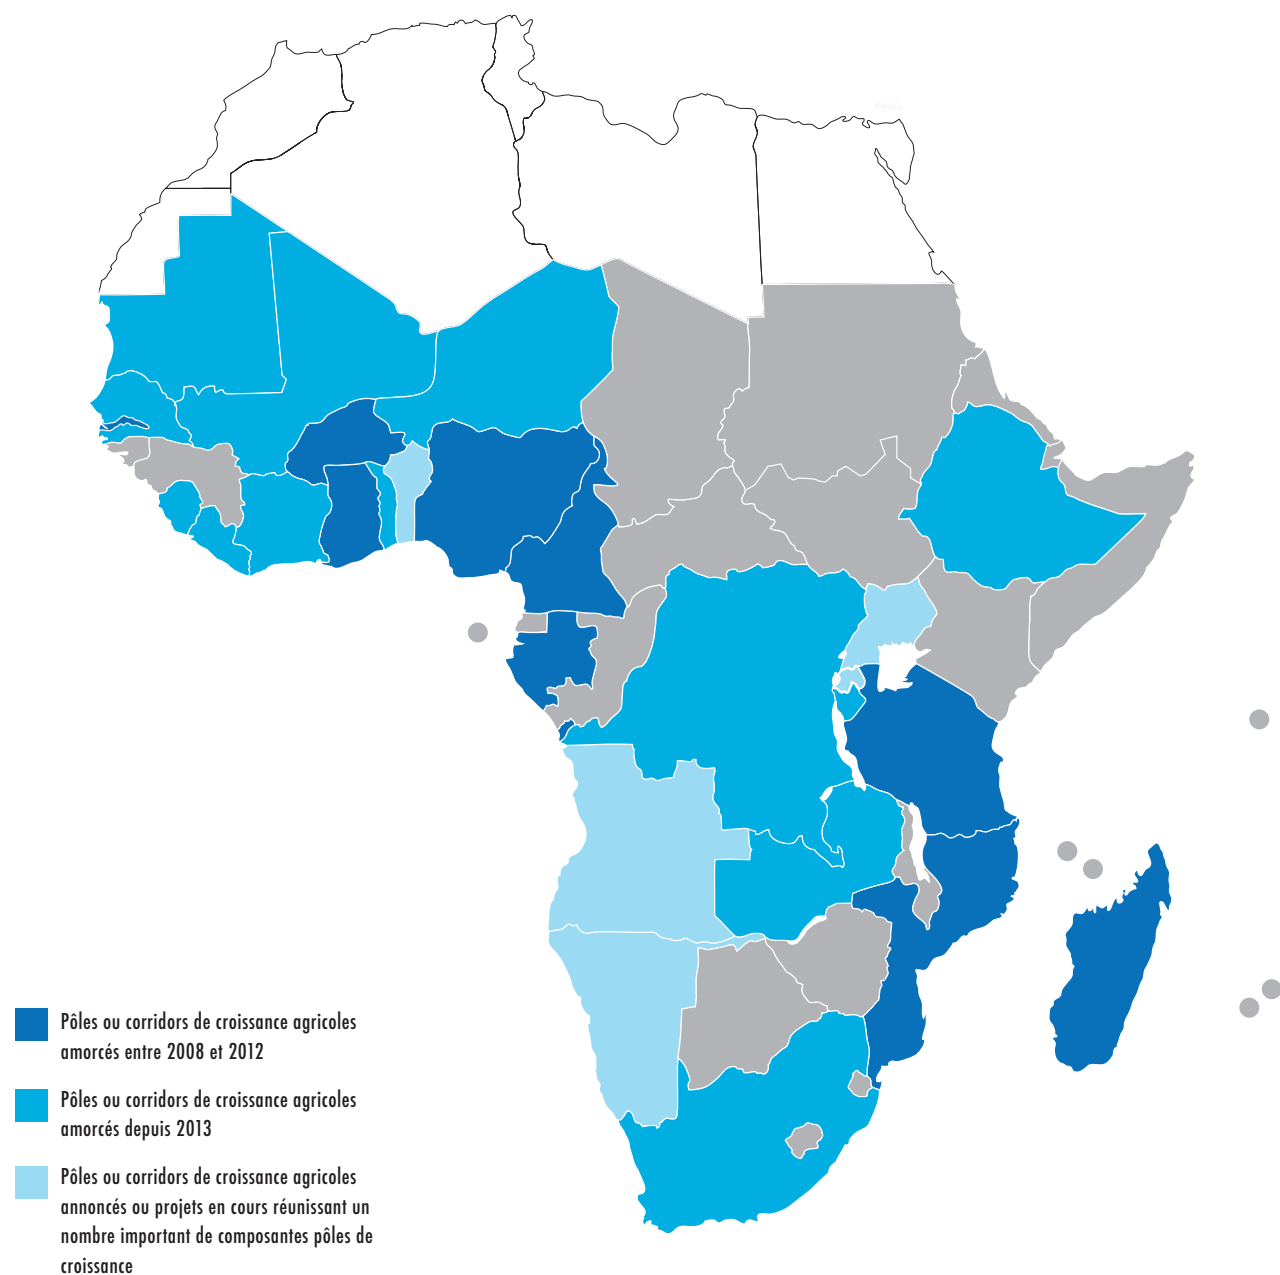 Pôles ou corridors de croissance agricoles
amorcés entre 2008 et 2012
Pôles ou corridors de croissance agricoles
amorcés depuis 2013
Pôles ou corridors de croissance agricoles
annoncés ou projets en cours réunissant un
nombre important de composantes pôles de
croissance